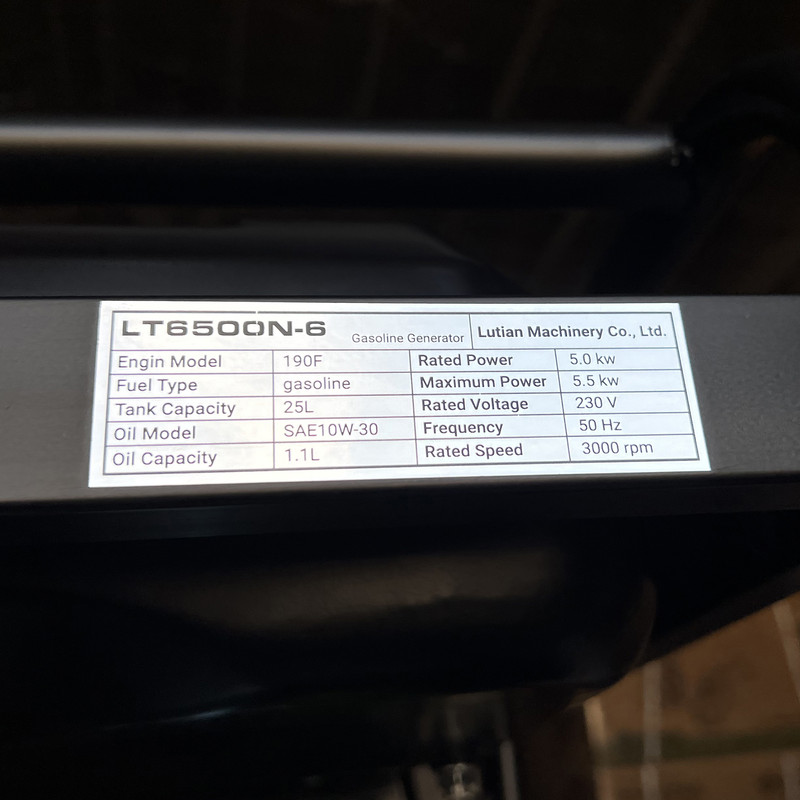 LT6500N-6 Gasoline Generator Lutian Machinery Co., Ltd.
Engin Model 190F Rated Power 5.0 kw
Fuel Type gasoline Maximum Power 5.5 kw
Tank Capacity 25L Rated Voltage 230 V
Oil Model SAE10W-30 Frequency 50 Hz
Oil Capacity 1.1L Rated Speed 3000 rpm